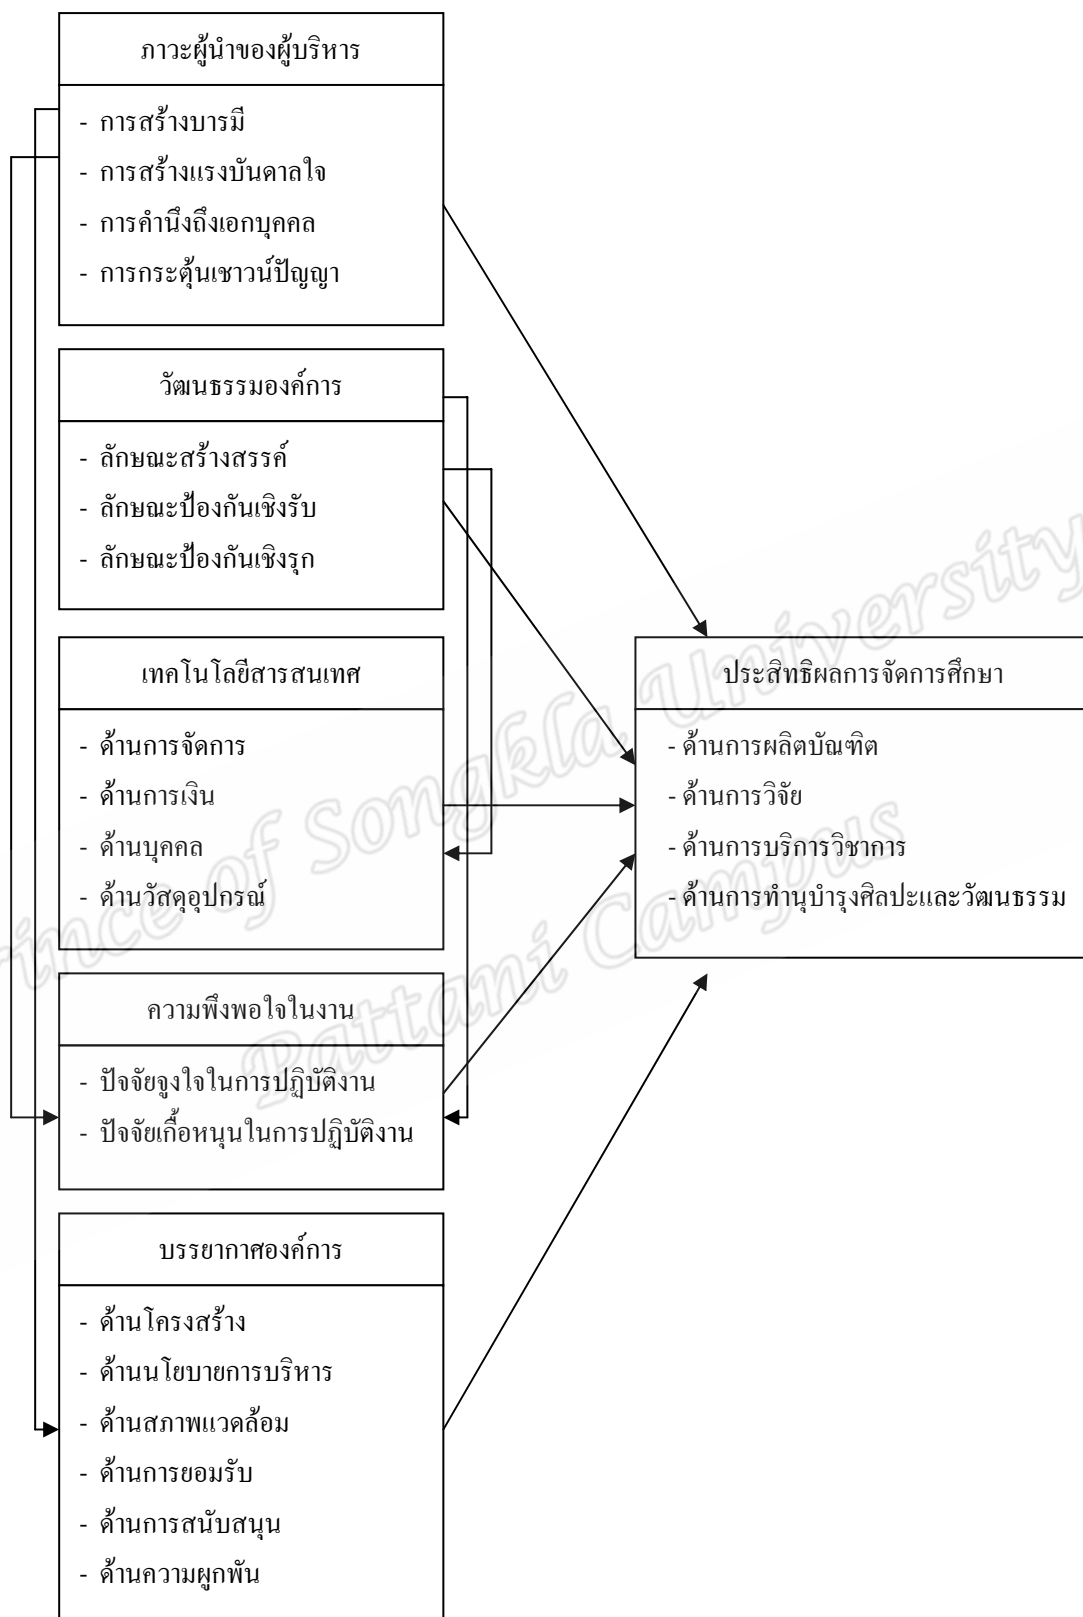 ภาวะผู้นำของผู้บริหาร
- การสร้างบารมี
- การสร้างแรงบันดาลใจ
- การคำนึงถึงเอกบุคคล
- การกระตุ้นเชาวน์ปัญญา
วัฒนธรรมองค์การ
- ลักษณะสร้างสรรค์
- ลักษณะป้องกันเชิงรับ
- ลักษณะป้องกันเชิงรุก
เทคโนโลยีสารสนเทศ
- ด้านการจัดการ
- ด้านการเงิน
- ด้านบุคคล
- ด้านวัสดุอุปกรณ์
ความพึงพอใจในงาน
- ปัจจัยจูงใจในการปฏิบัติงาน
- ปัจจัยเกื้อหนุนในการปฏิบัติงาน
บรรยากาศองค์การ
- ด้านโครงสร้าง
- ด้านนโยบายการบริหาร
- ด้านสภาพแวดล้อม
- ด้านการยอมรับ
- ด้านการสนับสนุน
- ด้านความผูกพัน
ประสิทธิผลการจัดการศึกษา
- ด้านการผลิตบัณฑิต
- ด้านการวิจัย
- ด้านการบริการวิชาการ
- ด้านการทำนุบำรุงศิลปะและวัฒนธรรม
rince of Songkla University
Pattani Campus